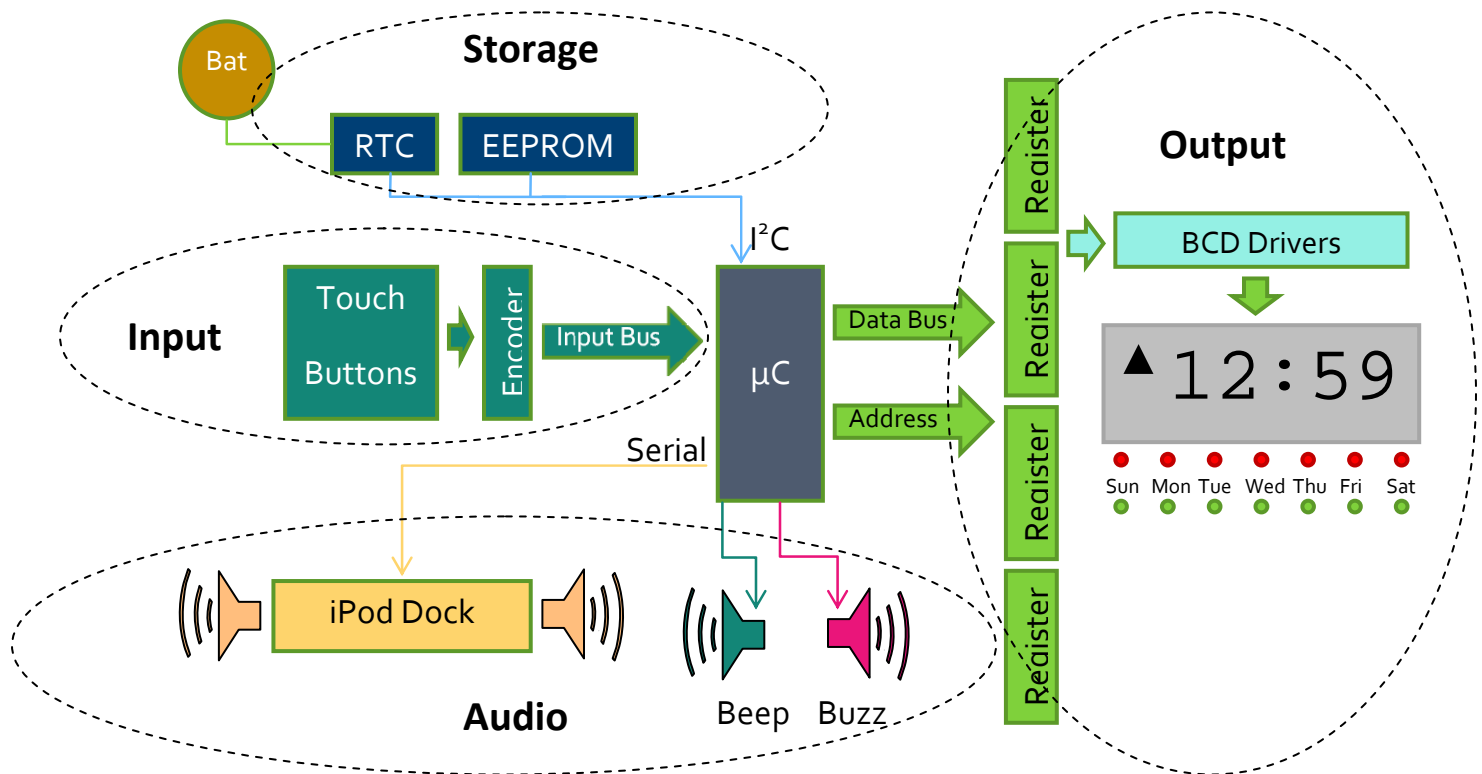 Storage
Bat
RTC
EEPROM
I²C
Input
Touch
Buttons
Encoder
Input Bus
µC
Data Bus
Address
Serial
iPod Dock
Audio
Beep
Buzz
Register
Register
Register
Register
Output
BCD Drivers
▲12:59
Sun Mon Tue Wed Thu Fri Sat